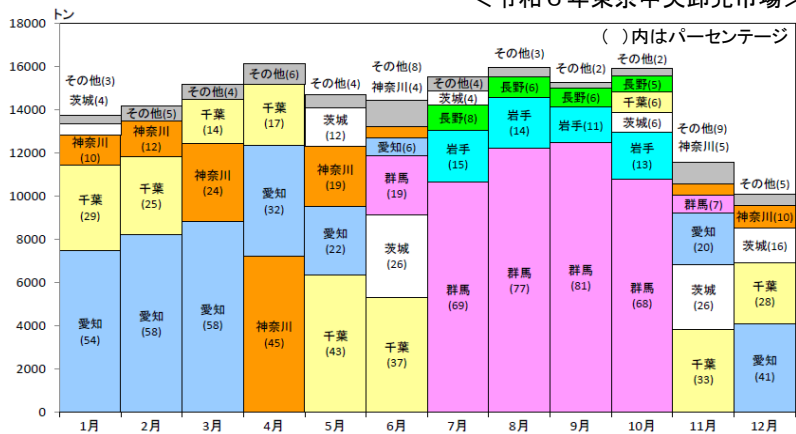 ＜令和６年東京中央卸売市場＞
トン
（ ）内はパーセンテージ
18000
16000
14000
12000
10000
8000
6000
4000
2000
0
その他(3)
茨城(4)
神奈川
(10)
千葉
(29)
愛知
(54)
1月
その他(5)
神奈川
(12)
千葉
(25)
愛知
(58)
2月
その他(4)
千葉
(14)
神奈川
(24)
愛知
(58)
3月
その他(6)
千葉
(17)
愛知
(32)
神奈川
(45)
4月
その他(4)
茨城
(12)
神奈川
(19)
愛知
(22)
千葉
(43)
5月
その他(8)
神奈川(4)
愛知(6)
群馬
(19)
茨城
(26)
千葉
(37)
6月
その他(4)
茨城(4)
長野(8)
岩手
(15)
群馬
(69)
7月
その他(3)
長野(6)
岩手
(14)
群馬
(77)
8月
その他(2)
長野(6)
岩手(11)
群馬
(81)
9月
その他(2)
長野(5)
千葉(6)
茨城(6)
岩手
(13)
群馬
(68)
10月
その他(9)
神奈川(5)
群馬(7)
愛知
(20)
茨城
(26)
千葉
(33)
11月
その他(5)
神奈川(10)
茨城(16)
千葉
(28)
愛知
(41)
12月